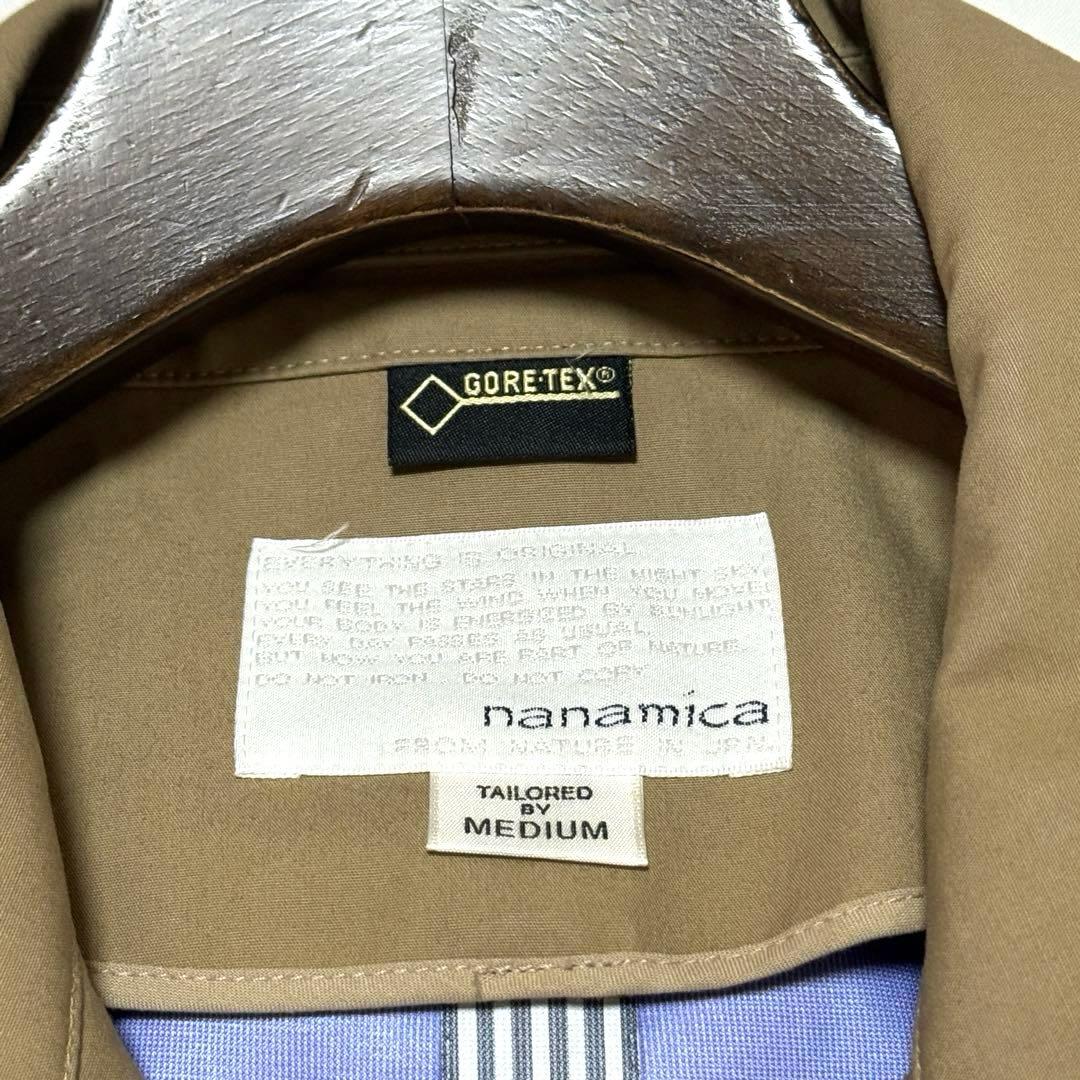 GORE-TEX®
EVERYTHING IS ORIGINAL.
YOU SEE THE STARS IN THE NIGHT SKY.
YOU FEEL THE WIND WHEN YOU MOVE.
YOUR BODY IS ENERGIZED BY SUNLIGHT.
EVERY DAY PASSES AS USUAL,
BUT NOW YOU ARE PART OF NATURE.
DO NOT IRON. DO NOT COPY
nanamica
FROM NATURE IN JPN.
TAILORED
BY
MEDIUM